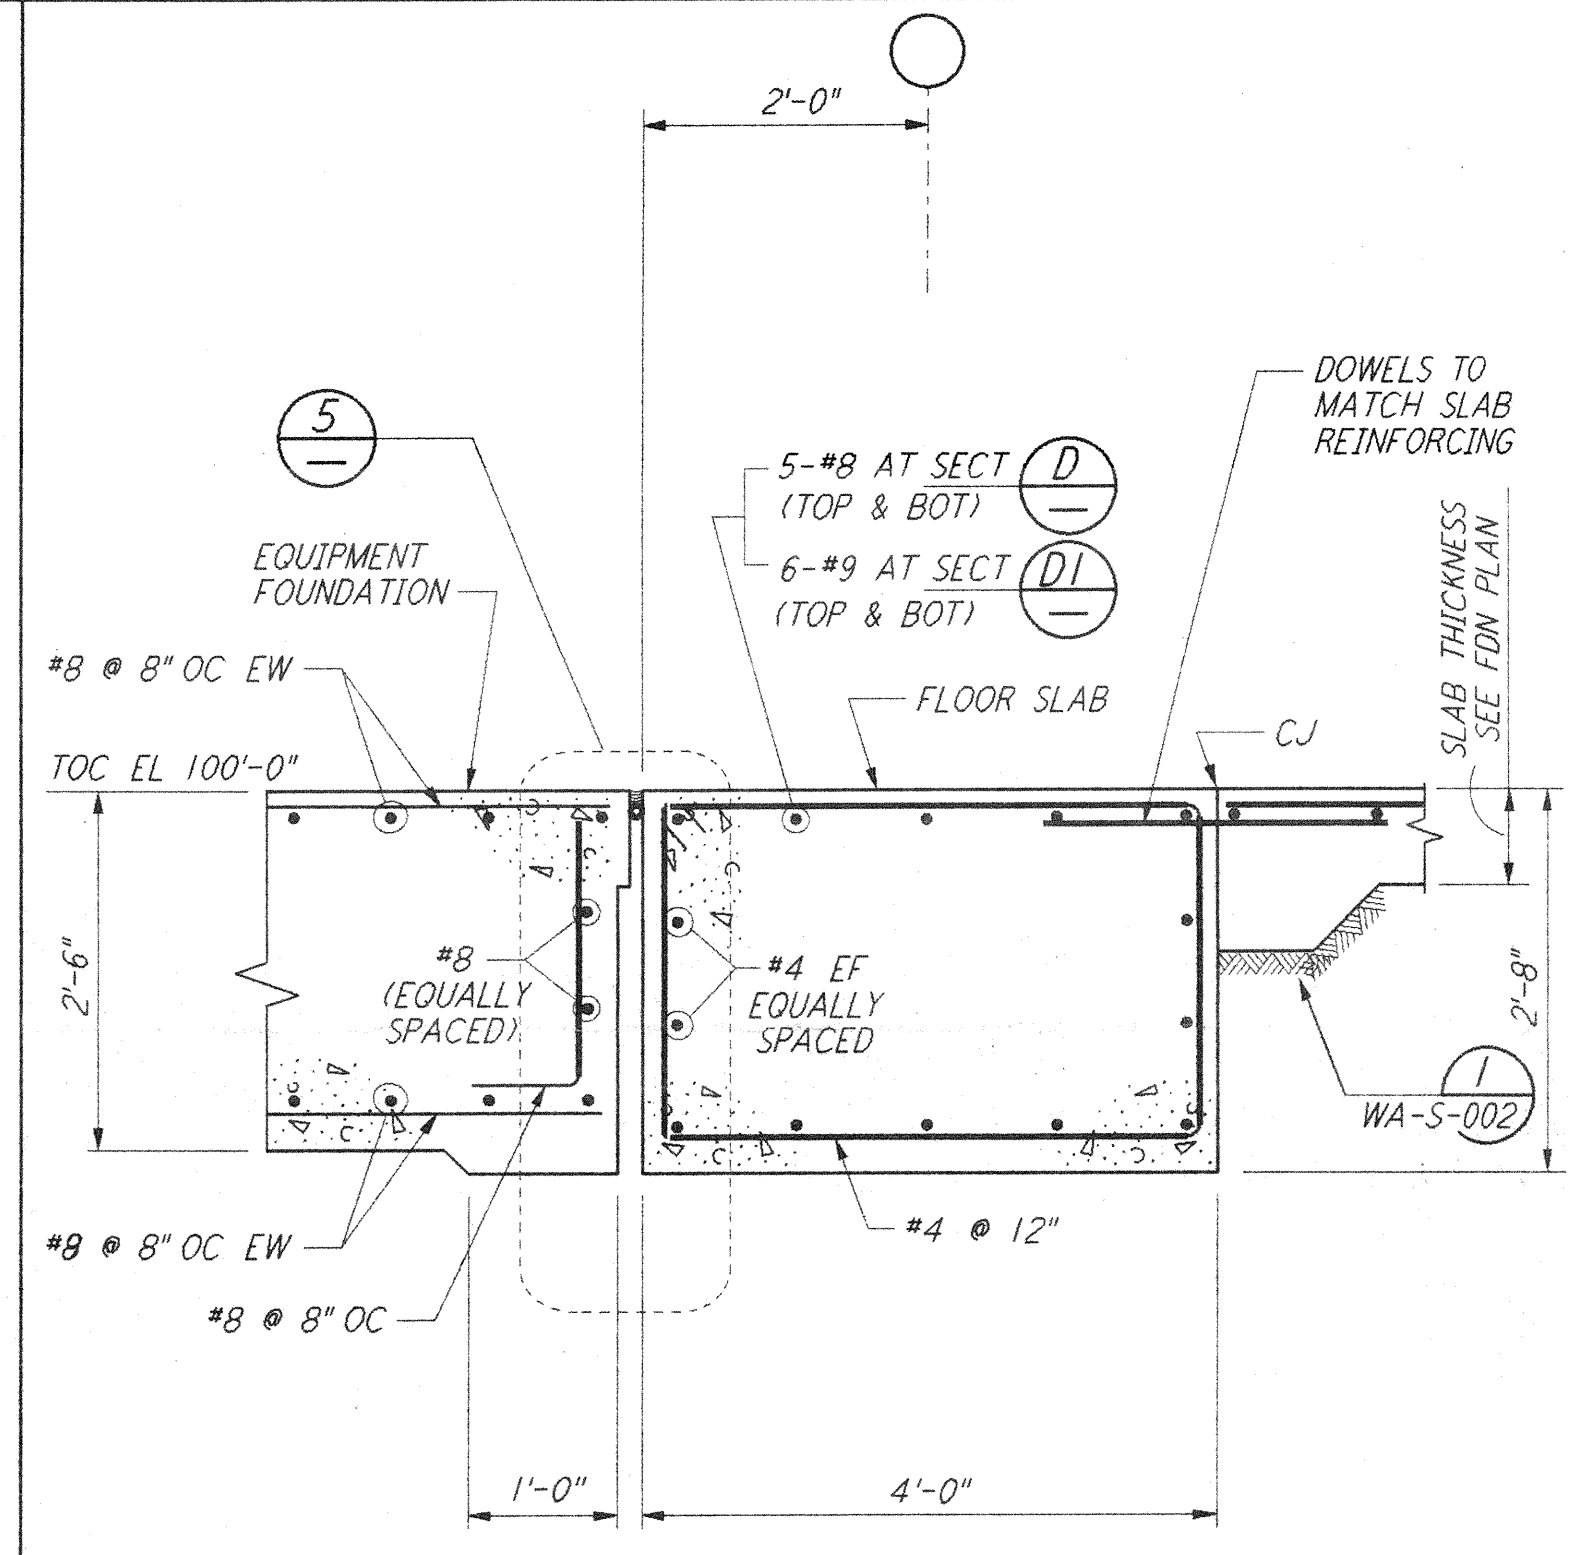 2'-0"
DOWELS TO
MATCH SLAB
REINFORCING
5
5-#8 AT SECT D
(TOP & BOT)
6-#9 AT SECT D1
(TOP & BOT)
SLAB THICKNESS
SEE FDN PLAN
EQUIPMENT
FOUNDATION
#8 @ 8" OC EW
FLOOR SLAB
CJ
TOC EL 100'-0"
2'-6"
#8
(EQUALLY
SPACED)
#4 EF
EQUALLY
SPACED
2'-8"
1
WA-S-002
#8 @ 8" OC EW
#4 @ 12"
#8 @ 8" OC
1'-0"
4'-0"